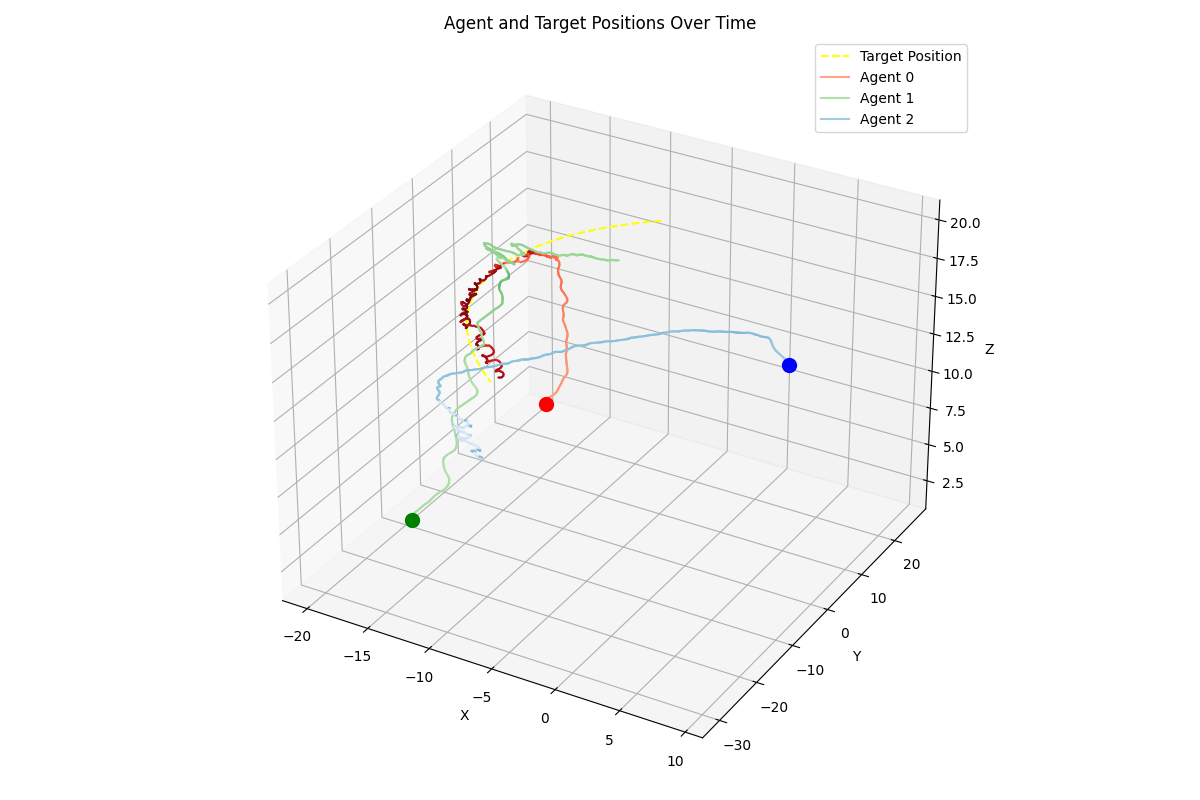 Agent and Target Positions Over Time
Target Position
Agent 0
Agent 1
Agent 2
20.0
17.5
15.0
12.5
Z
10.0
7.5
5.0
2.5
20
10
0
Y
−10
−20
−30
−20
−15
−10
−5
X
0
5
10